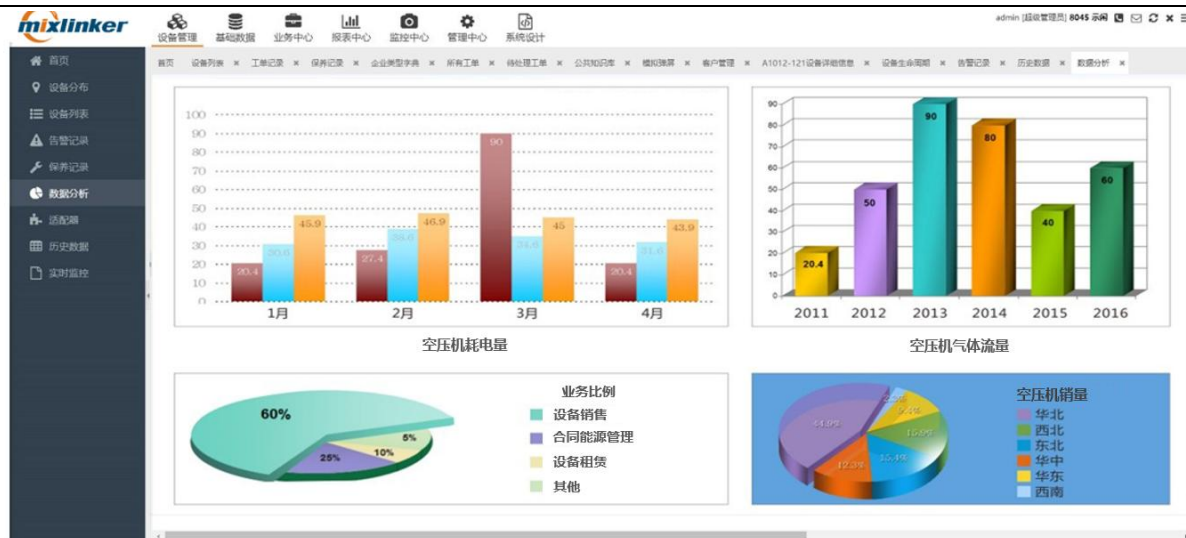 mixlinker
设备管理 基础数据 业务中心 报表中心 监控中心 管理中心 系统设计
admin [超级管理员] 8045 示例
首页 设备列表 × 工单记录 × 保养记录 × 企业类型字典 × 所有工单 × 待处理工单 × 公共知识库 × 模拟弹屏 × 客户管理 × A1012-121设备详细信息 × 设备生命周期 × 告警记录 × 历史数据 × 数据分析 ×
首页
设备分布
设备列表
告警记录
保养记录
数据分析
适配器
历史数据
实时监控
100
90
80
70
60
50
40
30
20
10
0
20.4 30.6 45.9
27.4 38.6 46.9
90 34.6 45
20.4 31.6 43.9
1月 2月 3月 4月
空压机耗电量
90
80
70
60
50
40
30
20
10
0
20.4 50 90 80 40 60
2011 2012 2013 2014 2015 2016
空压机气体流量
60%
5%
10%
25%
业务比例
设备销售
合同能源管理
设备租赁
其他
44.9%
15.9%
15.4%
12.3%
空压机销量
华北
西北
东北
华中
华东
西南